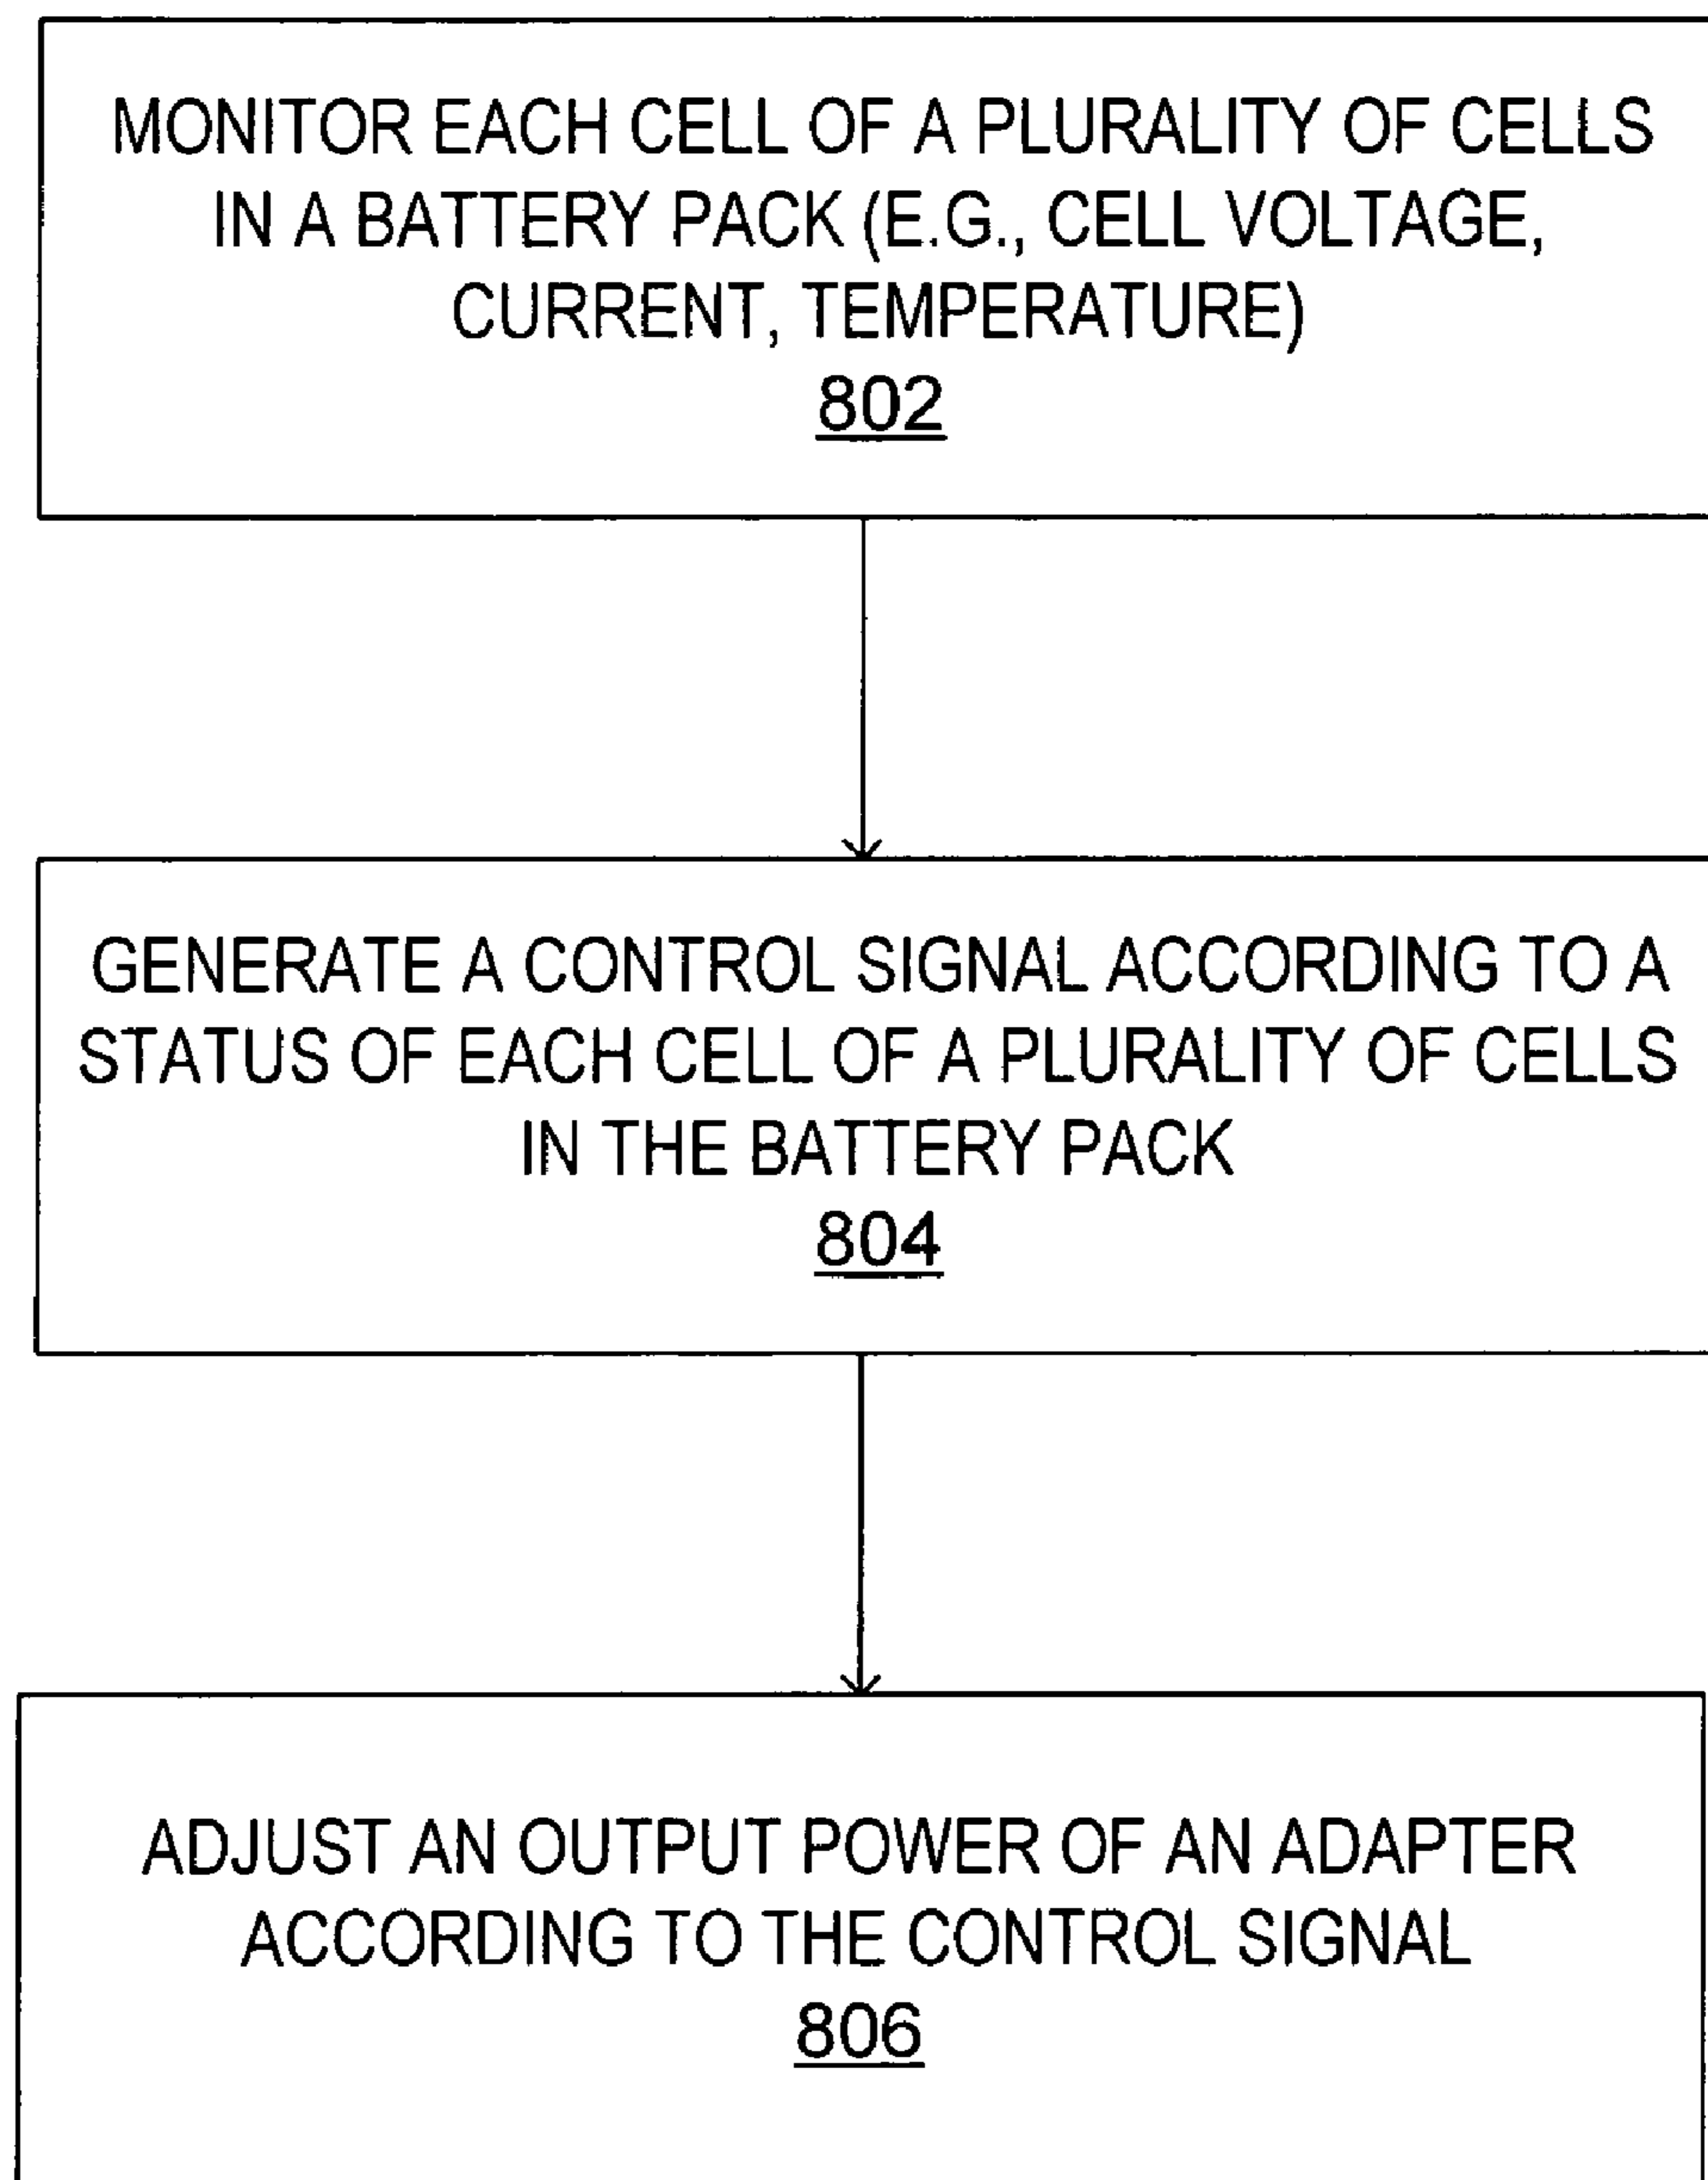 MONITOR EACH CELL OF A PLURALITY OF CELLS
IN A BATTERY PACK (E.G., CELL VOLTAGE,
CURRENT, TEMPERATURE)
802
GENERATE A CONTROL SIGNAL ACCORDING TO A
STATUS OF EACH CELL OF A PLURALITY OF CELLS
IN THE BATTERY PACK
804
ADJUST AN OUTPUT POWER OF AN ADAPTER
ACCORDING TO THE CONTROL SIGNAL
806